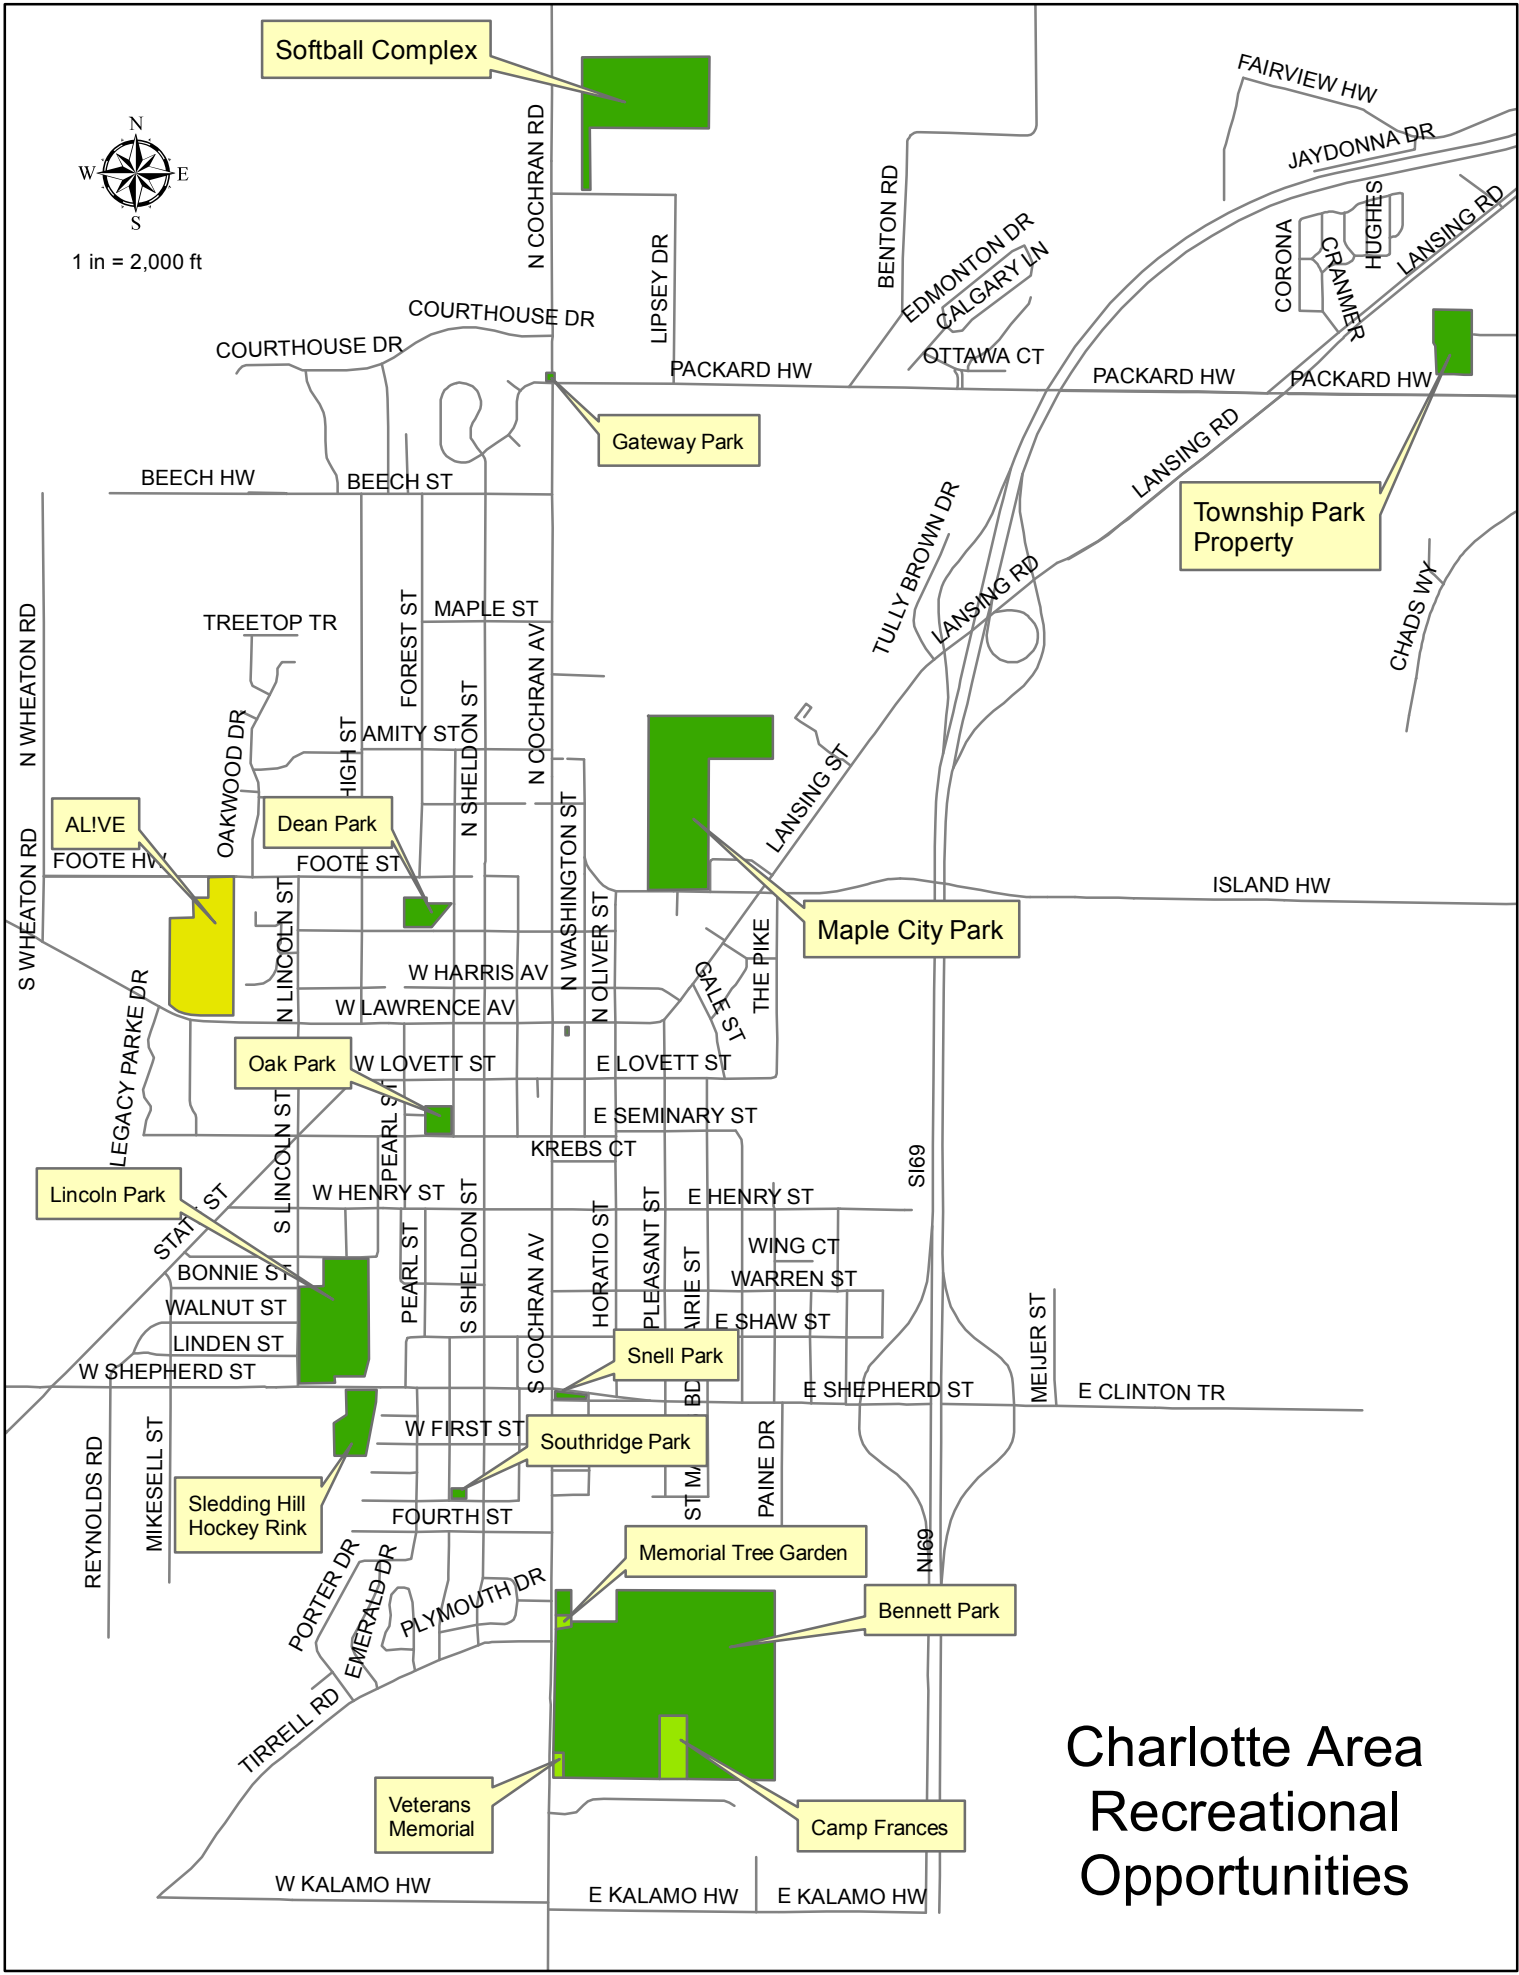 Softball Complex
FAIRVIEW HW
JAYDONNA DR
N
W
E
S
1 in = 2,000 ft
N COCHRAN RD
LIPSEY DR
BENTON RD
EDMONTON DR
CALGARY LN
OTTAWA CT
CORONA
CRANMER
HUGHES
LANSING RD
COURTHOUSE DR
COURTHOUSE DR
PACKARD HW
PACKARD HW
PACKARD HW
Gateway Park
LANSING RD
Township Park
Property
BEECH HW
BEECH ST
TULLY BROWN DR
LANSING RD
CHADS WY
N WHEATON RD
TREETOP TR
FOREST ST
MAPLE ST
N COCHRAN AV
OAKWOOD DR
HIGH ST
AMITY ST
N SHELDON ST
LANSING ST
AL!VE
Dean Park
FOOTE HW
FOOTE ST
S WHEATON RD
N WASHINGTON ST
ISLAND HW
Maple City Park
N LINCOLN ST
N OLIVER ST
THE PIKE
GALE ST
W HARRIS AV
W LAWRENCE AV
LEGACY PARKE DR
Oak Park
W LOVETT ST
E LOVETT ST
S LINCOLN ST
PEARL ST
E SEMINARY ST
KREBS CT
SI69
Lincoln Park
STATE ST
W HENRY ST
E HENRY ST
PEARL ST
S SHELDON ST
S COCHRAN AV
HORATIO ST
PLEASANT ST
WING CT
BONNIE ST
WARREN ST
WALNUT ST
E SHAW ST
LINDEN ST
Snell Park
MEIJER ST
W SHEPHERD ST
E SHEPHERD ST
E CLINTON TR
REYNOLDS RD
MIKESELL ST
W FIRST ST
Southridge Park
PAINE DR
Sledding Hill
Hockey Rink
FOURTH ST
NI69
PORTER DR
EMERALD DR
PLYMOUTH DR
Memorial Tree Garden
Bennett Park
TIRRELL RD
Veterans
Memorial
Camp Frances
W KALAMO HW
E KALAMO HW
E KALAMO HW
Charlotte Area
Recreational
Opportunities